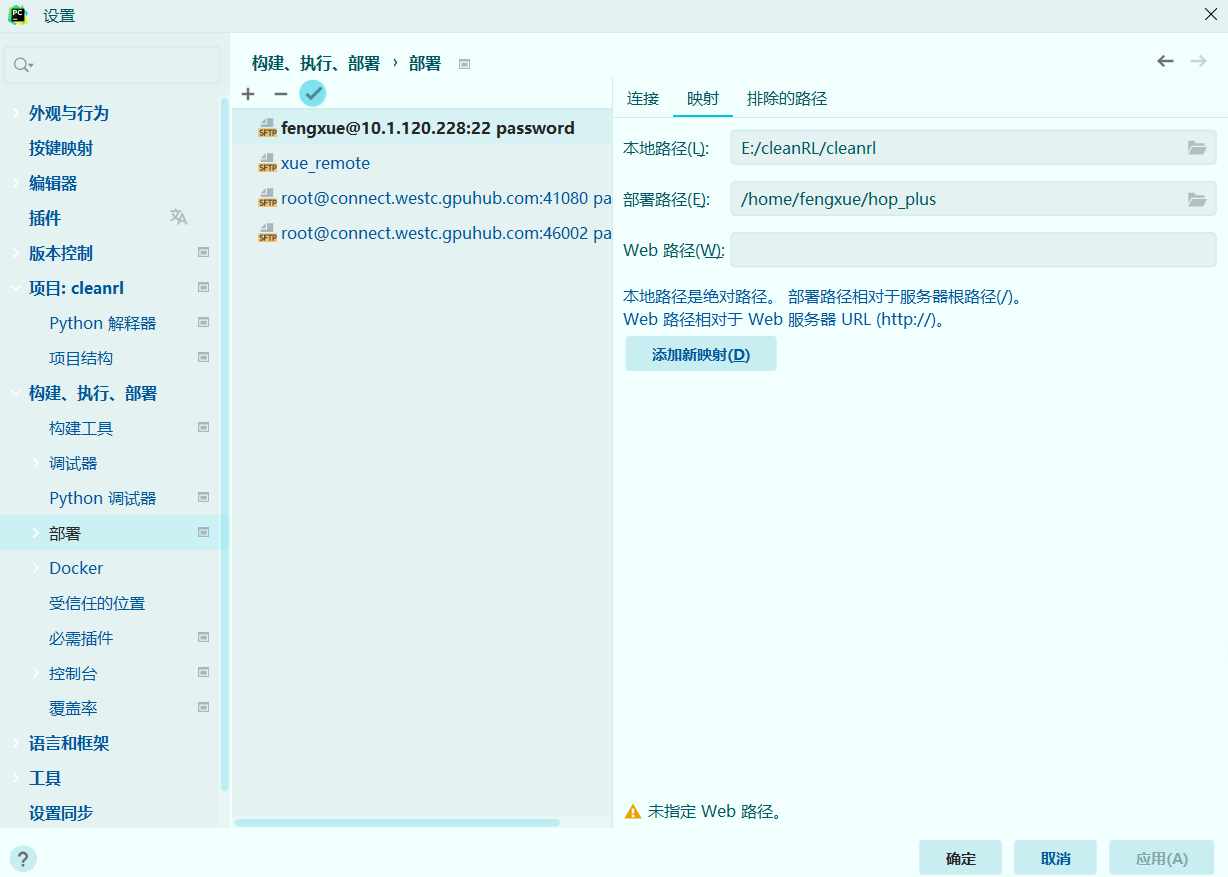 设置
外观与行为
按键映射
编辑器
插件
版本控制
项目: cleanrl
Python 解释器
项目结构
构建、执行、部署
构建工具
调试器
Python 调试器
部署
Docker
受信任的位置
必需插件
控制台
覆盖率
语言和框架
工具
设置同步
构建、执行、部署 › 部署
fengxue@10.1.120.228:22 password
xue_remote
root@connect.westc.gpuhub.com:41080 pa
root@connect.westc.gpuhub.com:46002 pa
连接 映射 排除的路径
本地路径(L): E:/cleanRL/cleanrl
部署路径(E): /home/fengxue/hop_plus
Web 路径(W):
本地路径是绝对路径。 部署路径相对于服务器根路径(/)。
Web 路径相对于 Web 服务器 URL (http://)。
添加新映射(D)
未指定 Web 路径。
? 确定 取消 应用(A)